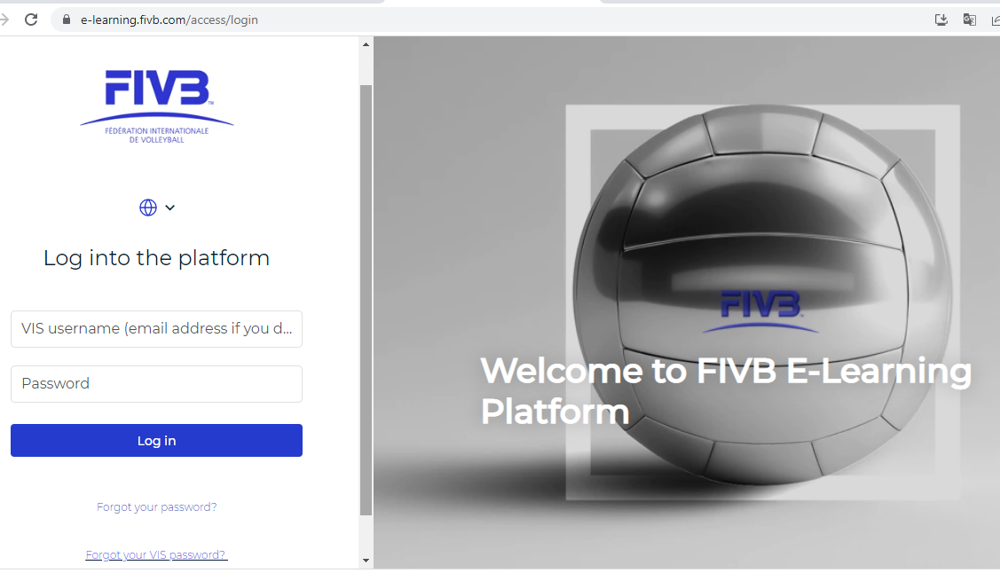 e-learning.fivb.com/access/login
FIVB™
FÉDÉRATION INTERNATIONALE
DE VOLLEYBALL
Log into the platform
VIS username (email address if you d...
Password
Log in
Forgot your password?
Forgot your VIS password?
FIVB
Welcome to FIVB E-Learning
Platform